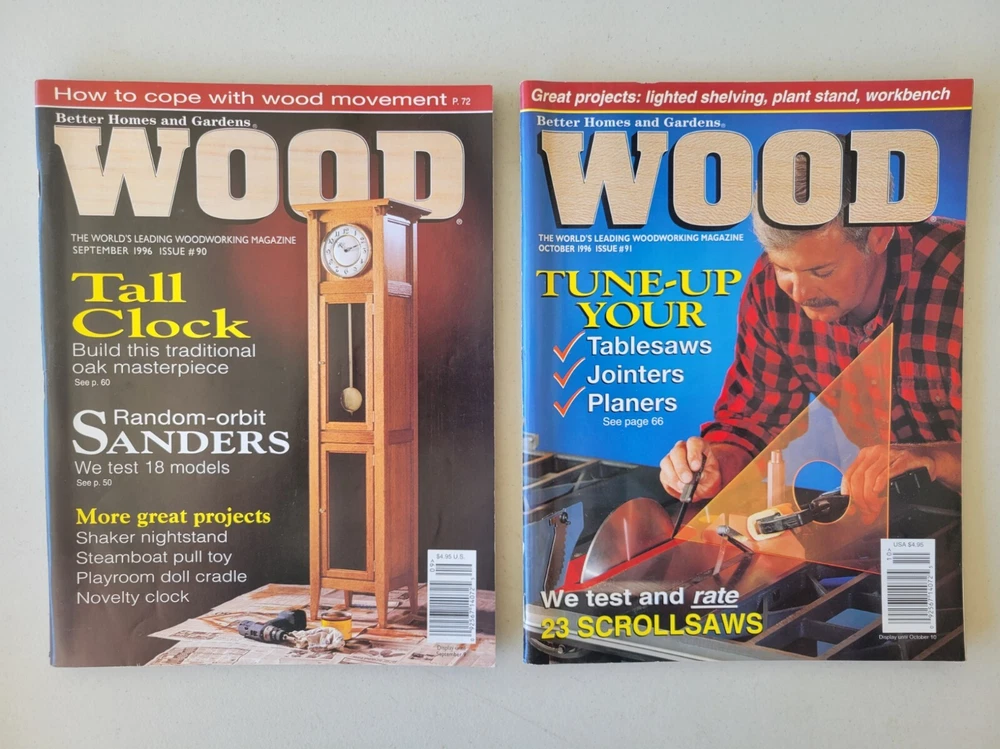 How to cope with wood movement P. 72
Better Homes and Gardens®
WOOD®
THE WORLD'S LEADING WOODWORKING MAGAZINE
SEPTEMBER 1996 ISSUE #90
Tall
Clock
Build this traditional
oak masterpiece
See p. 60
Random-orbit
SANDERS
We test 18 models
See p. 50
More great projects
Shaker nightstand
Steamboat pull toy
Playroom doll cradle
Novelty clock
$4.95 U.S.
09>
Great projects: lighted shelving, plant stand, workbench
Better Homes and Gardens®
WOOD
THE WORLD'S LEADING WOODWORKING MAGAZINE
OCTOBER 1996 ISSUE #91
TUNE-UP
YOUR
Tablesaws
Jointers
Planers
See page 66
We test and rate
23 SCROLLSAWS
USA $4.95
10>
Display until October 10